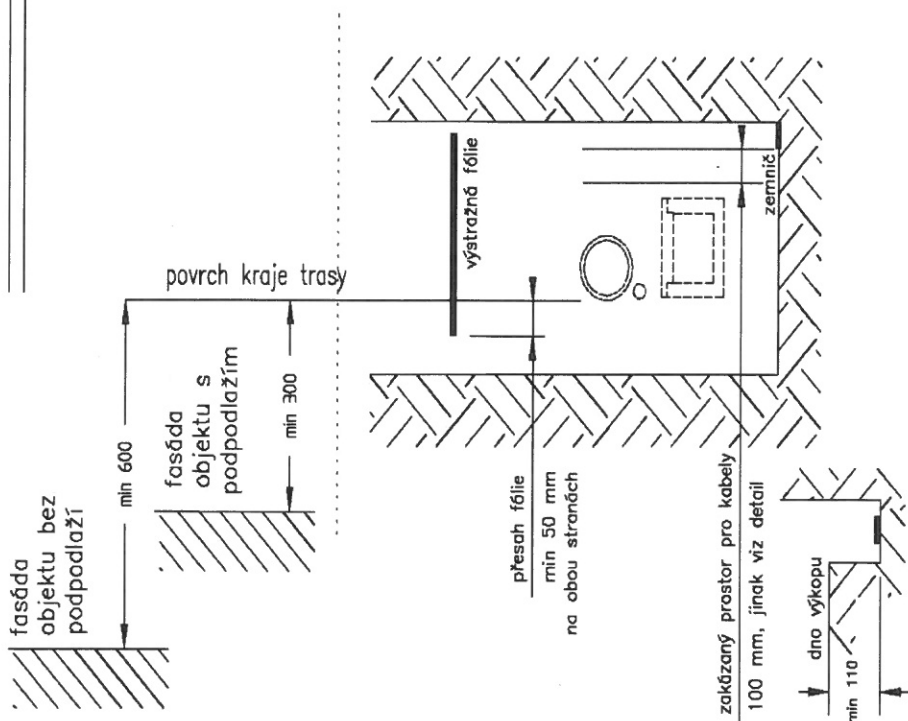 fasáda
objektu bez
podpodlaží
min 600
fasáda
objektu s
podpodlažím
min 300
povrch kraje trasy
výstražná fólie
přesah fólie
min 50 mm
na obou stranách
zemnič
zakázaný prostor pro kabely
100 mm, jinak viz detail
dno výkopu
min 110